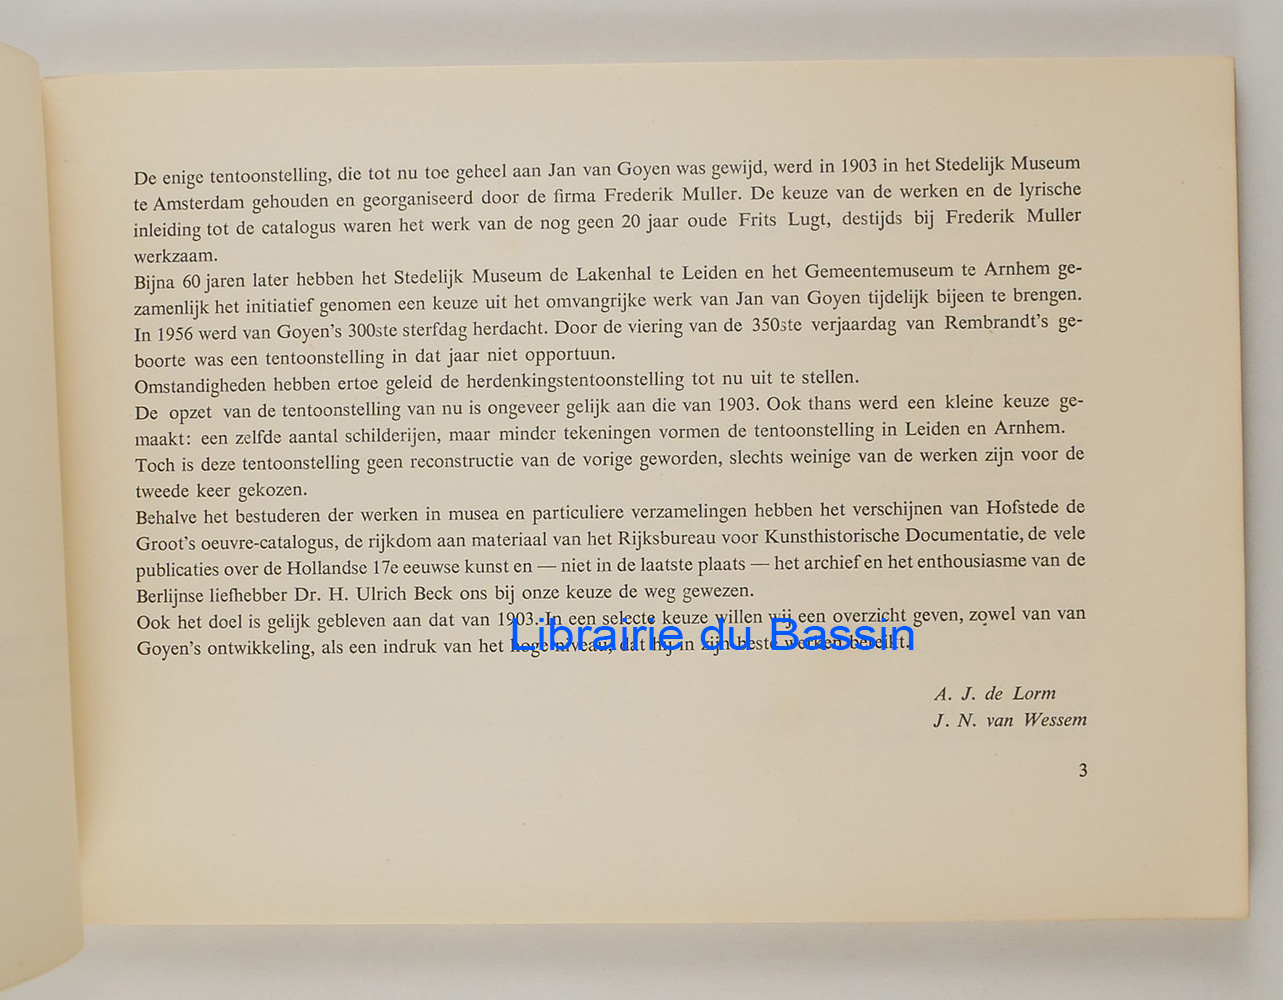 De enige tentoonstelling, die tot nu toe geheel aan Jan van Goyen was gewijd, werd in 1903 in het Stedelijk Museum
te Amsterdam gehouden en georganiseerd door de firma Frederik Muller. De keuze van de werken en de lyrische
inleiding tot de catalogus waren het werk van de nog geen 20 jaar oude Frits Lugt, destijds bij Frederik Muller
werkzaam.
Bijna 60 jaren later hebben het Stedelijk Museum de Lakenhal te Leiden en het Gemeentemuseum te Arnhem ge-
zamenlijk het initiatief genomen een keuze uit het omvangrijke werk van Jan van Goyen tijdelijk bijeen te brengen.
In 1956 werd van Goyen's 300ste sterfdag herdacht. Door de viering van de 350ste verjaardag van Rembrandt's ge-
boorte was een tentoonstelling in dat jaar niet opportuun.
Omstandigheden hebben ertoe geleid de herdenkingstentoonstelling tot nu uit te stellen.
De opzet van de tentoonstelling van nu is ongeveer gelijk aan die van 1903. Ook thans werd een kleine keuze ge-
maakt: een zelfde aantal schilderijen, maar minder tekeningen vormen de tentoonstelling in Leiden en Arnhem.
Toch is deze tentoonstelling geen reconstructie van de vorige geworden, slechts weinige van de werken zijn voor de
tweede keer gekozen.
Behalve het bestuderen der werken in musea en particuliere verzamelingen hebben het verschijnen van Hofstede de
Groot's oeuvre-catalogus, de rijkdom aan materiaal van het Rijksbureau voor Kunsthistorische Documentatie, de vele
publicaties over de Hollandse 17e eeuwse kunst en — niet in de laatste plaats — het archief en het enthousiasme van de
Berlijnse liefhebber Dr. H. Ulrich Beck ons bij onze keuze de weg gewezen.
Ook het doel is gelijk gebleven aan dat van 1903. In een selecte keuze willen wij een overzicht geven, zowel van van
Goyen's ontwikkeling, als een indruk van het hoge niveau, dat hij in zijn beste werken bereikt.
Librairie du Bassin
A. J. de Lorm
J. N. van Wessem
3